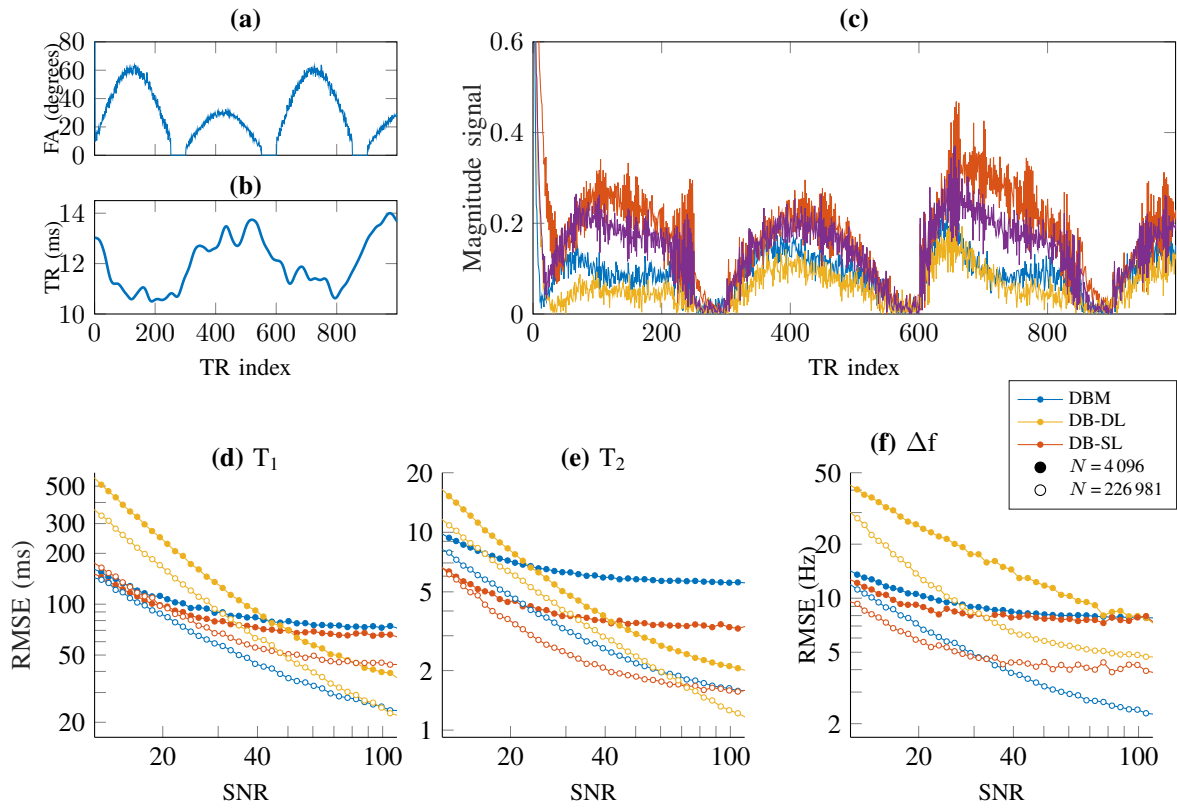 (a)
80
60
40
20
0
FA (degrees)
(b)
14
12
10
TR (ms)
0 200 400 600 800
TR index
(c)
0.6
0.4
0.2
0
Magnitude signal
0 200 400 600 800
TR index
DBM
DB-DL
DB-SL
N = 4 096
N = 226 981
(d) T1
500
300
200
100
50
20
RMSE (ms)
20 40 100
SNR
(e) T2
20
10
5
2
1
20 40 100
SNR
(f) Δf
50
20
10
5
2
RMSE (Hz)
20 40 100
SNR